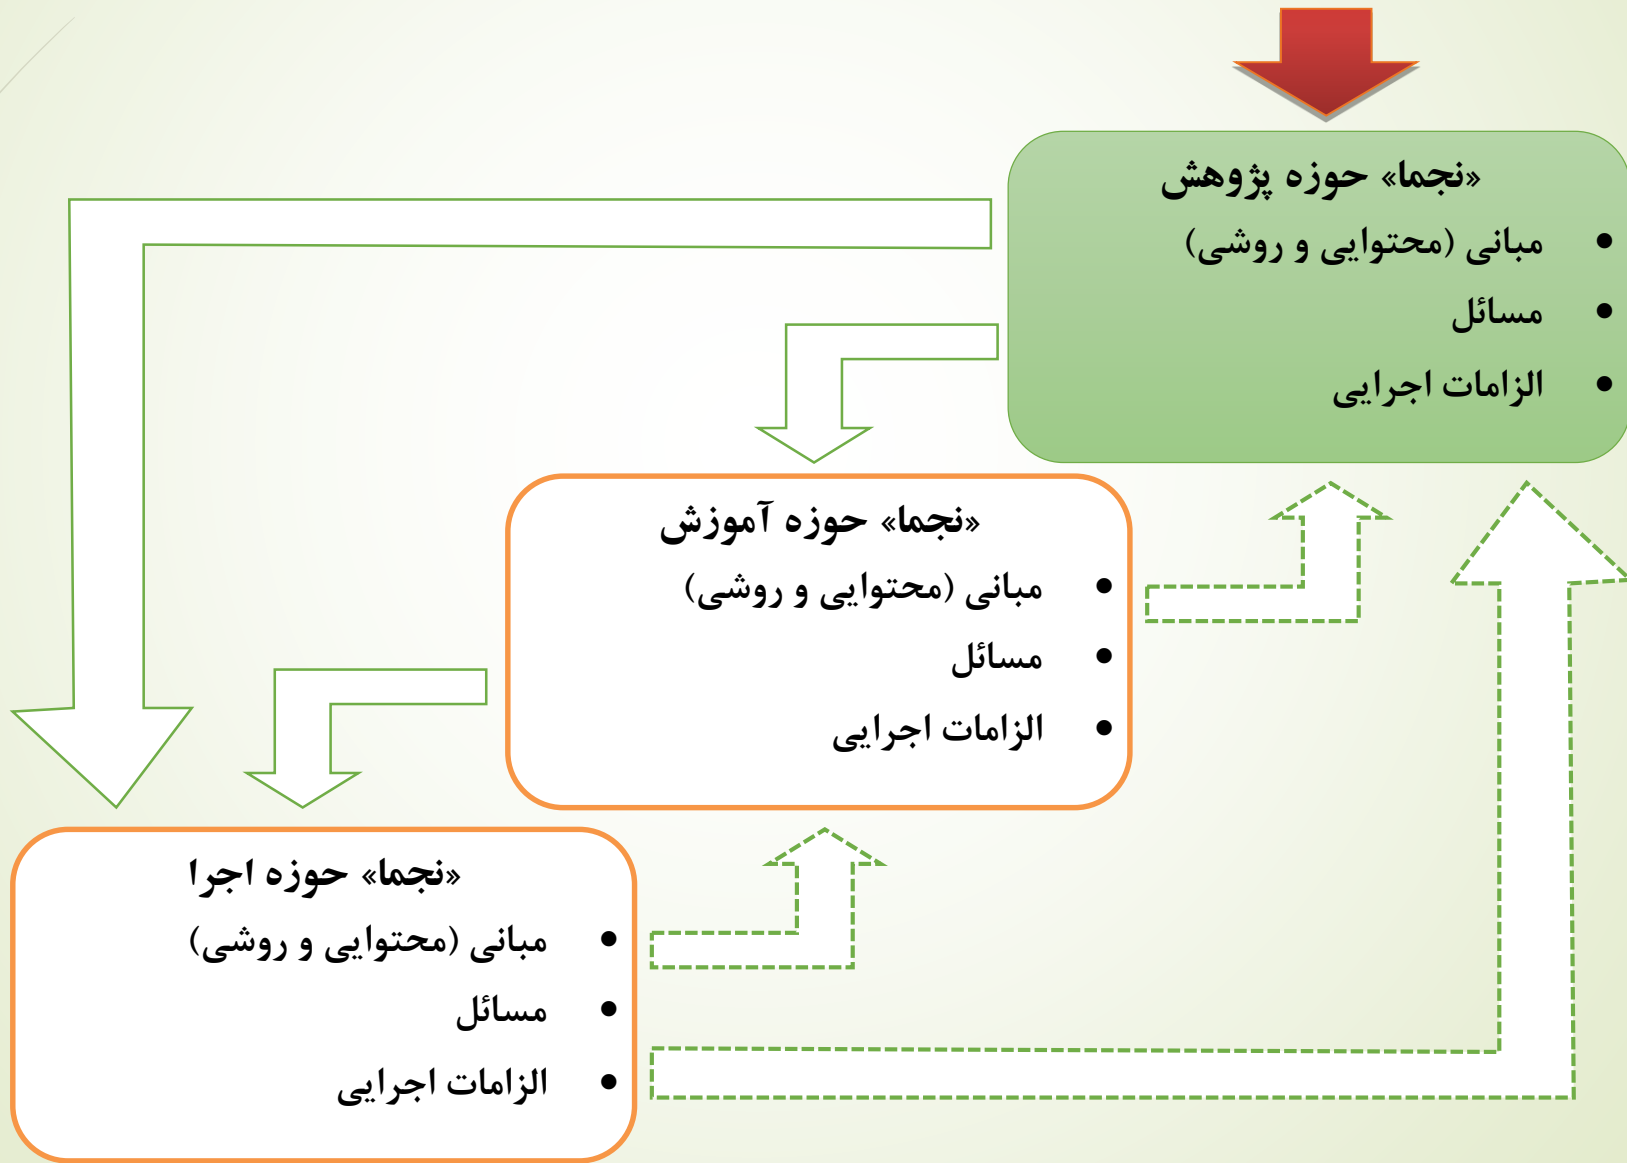 «نجما» حوزه پژوهش
• مبانی (محتوایی و روشی)
• مسائل
• الزامات اجرایی
«نجما» حوزه آموزش
• مبانی (محتوایی و روشی)
• مسائل
• الزامات اجرایی
«نجما» حوزه اجرا
• مبانی (محتوایی و روشی)
• مسائل
• الزامات اجرایی